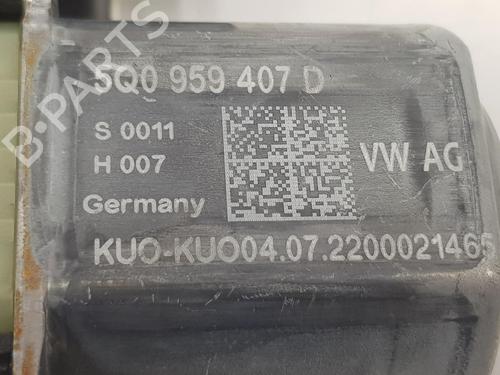 B-PARTS
5Q0 959 407 D
S 0011
H 007
VW AG
Germany
KUO-KUO04.07.2200021465